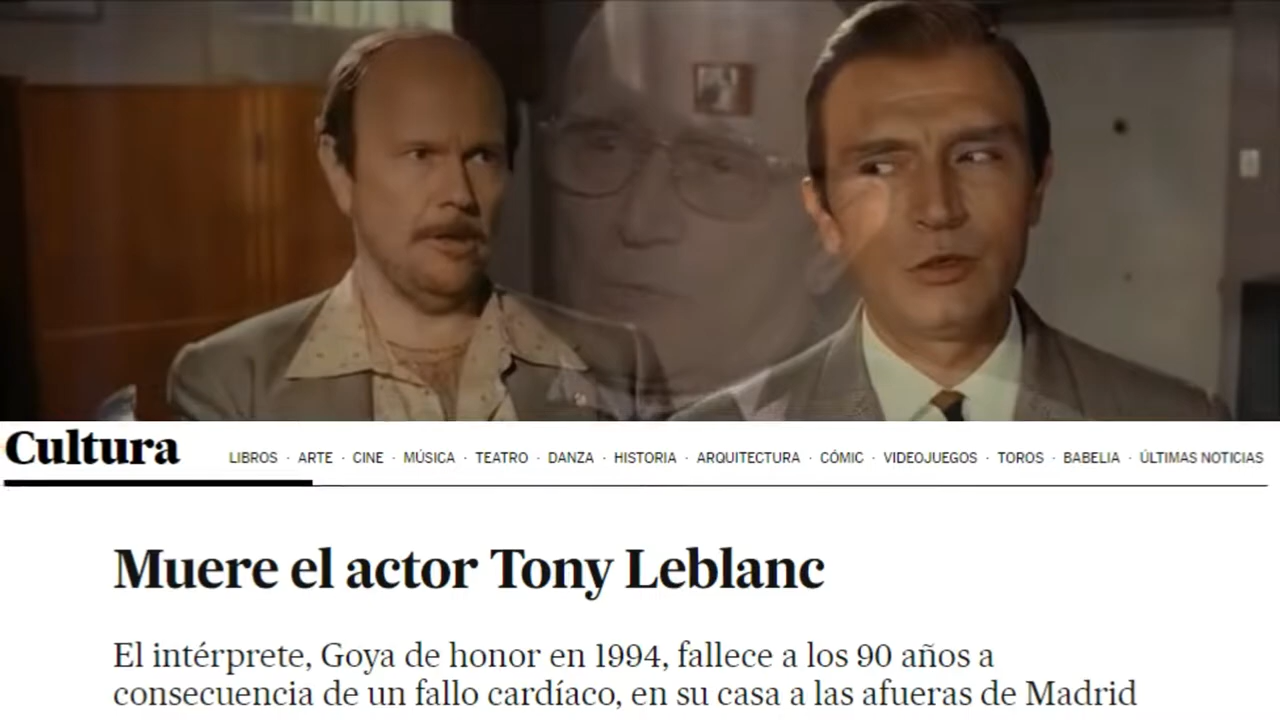 Cultura
LIBROS · ARTE · CINE · MÚSICA · TEATRO · DANZA · HISTORIA · ARQUITECTURA · CÓMIC · VIDEOJUEGOS · TOROS · BABELIA · ÚLTIMAS NOTICIAS
Muere el actor Tony Leblanc
El intérprete, Goya de honor en 1994, fallece a los 90 años a
consecuencia de un fallo cardíaco, en su casa a las afueras de Madrid